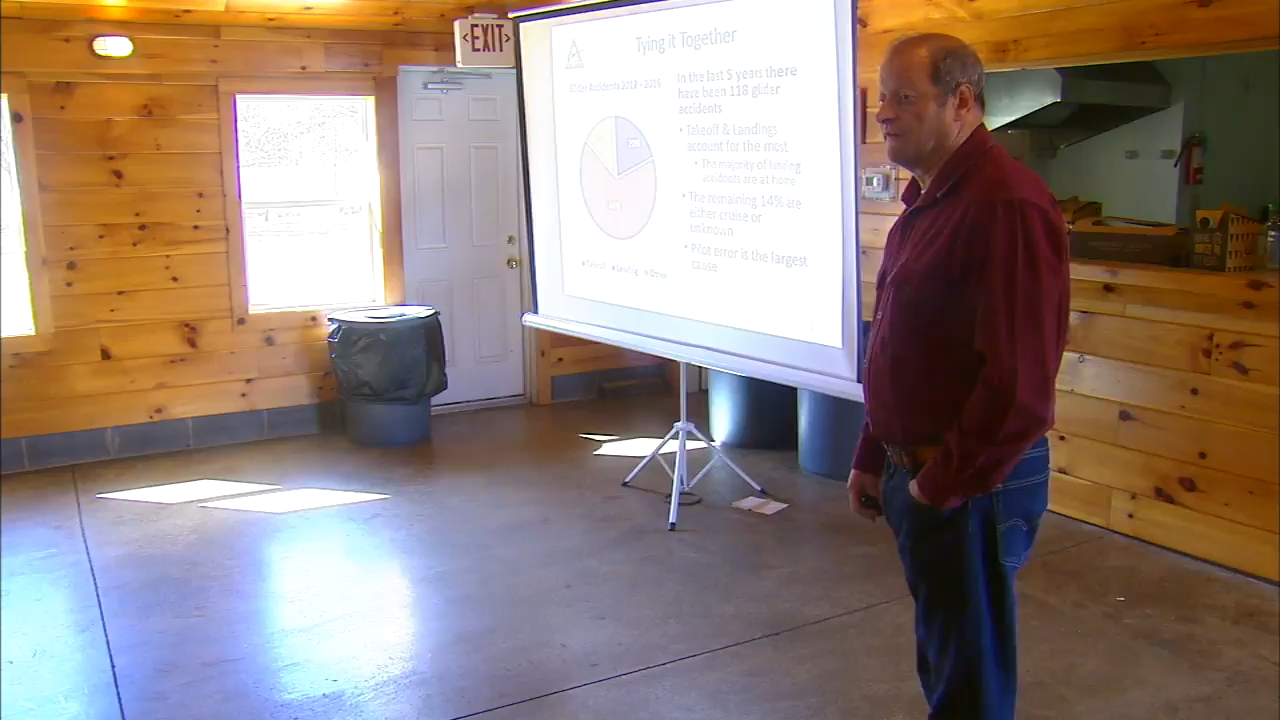 EXIT
Tying it Together
Glider Accidents 2012 - 2016
In the last 5 years there
have been 118 glider
accidents
• Takeoff & Landings
account for the most
• The majority of landing
accidents are at home
• The remaining 14% are
either cruise or
unknown
• Pilot error is the largest
cause
Takeoff Landing Other